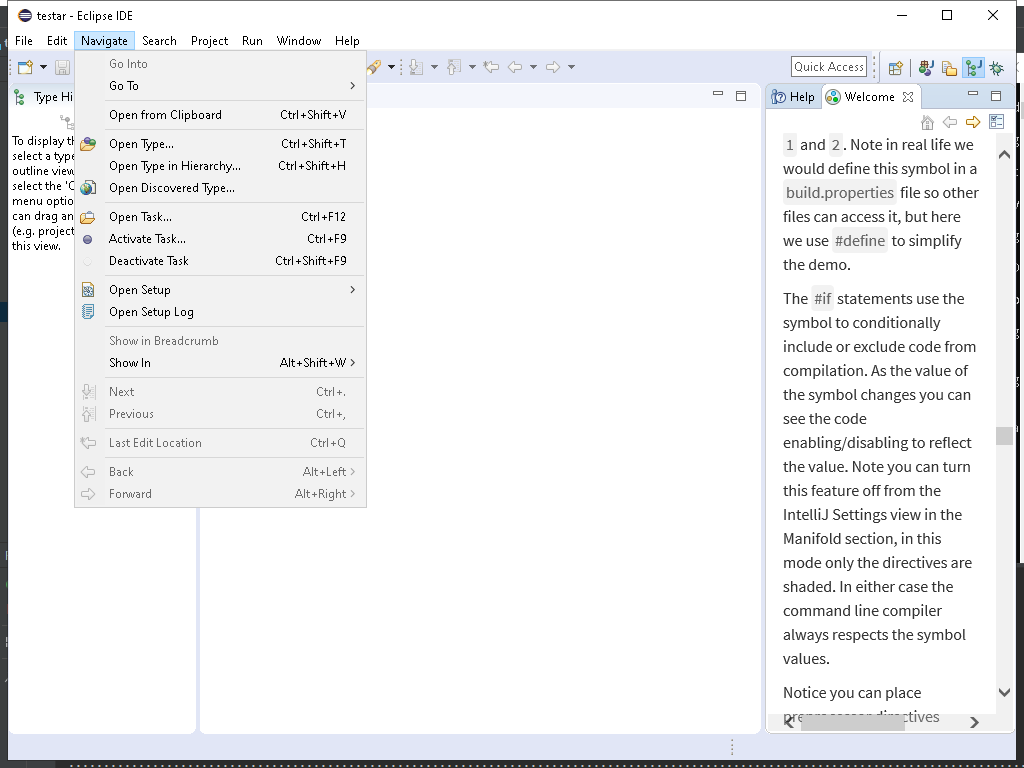 testar - Eclipse IDE
File Edit Navigate Search Project Run Window Help
Quick Access
Type Hi
To display th
select a type
outline view
select the 'O
menu optio
can drag an
(e.g. project
this view.
Go Into
Go To
Open from Clipboard Ctrl+Shift+V
Open Type... Ctrl+Shift+T
Open Type in Hierarchy... Ctrl+Shift+H
Open Discovered Type...
Open Task... Ctrl+F12
Activate Task... Ctrl+F9
Deactivate Task Ctrl+Shift+F9
Open Setup
Open Setup Log
Show in Breadcrumb
Show In Alt+Shift+W
Next Ctrl+.
Previous Ctrl+,
Last Edit Location Ctrl+Q
Back Alt+Left
Forward Alt+Right
Help Welcome
1 and 2. Note in real life we
would define this symbol in a
build.properties file so other
files can access it, but here
we use #define to simplify
the demo.
The #if statements use the
symbol to conditionally
include or exclude code from
compilation. As the value of
the symbol changes you can
see the code
enabling/disabling to reflect
the value. Note you can turn
this feature off from the
IntelliJ Settings view in the
Manifold section, in this
mode only the directives are
shaded. In either case the
command line compiler
always respects the symbol
values.
Notice you can place
preprocessor directives